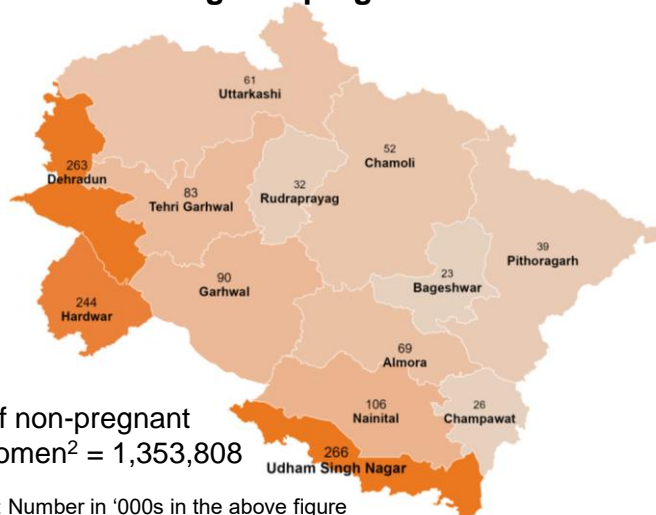 61
Uttarkashi
52
Chamoli
263
Dehradun
83
Tehri Garhwal
32
Rudraprayag
39
Pithoragarh
23
Bageshwar
90
Garhwal
244
Hardwar
69
Almora
106
Nainital
26
Champawat
266
Udham Singh Nagar
non-pregnant
omen² = 1,353,808
: Number in ‘000s in the above figure